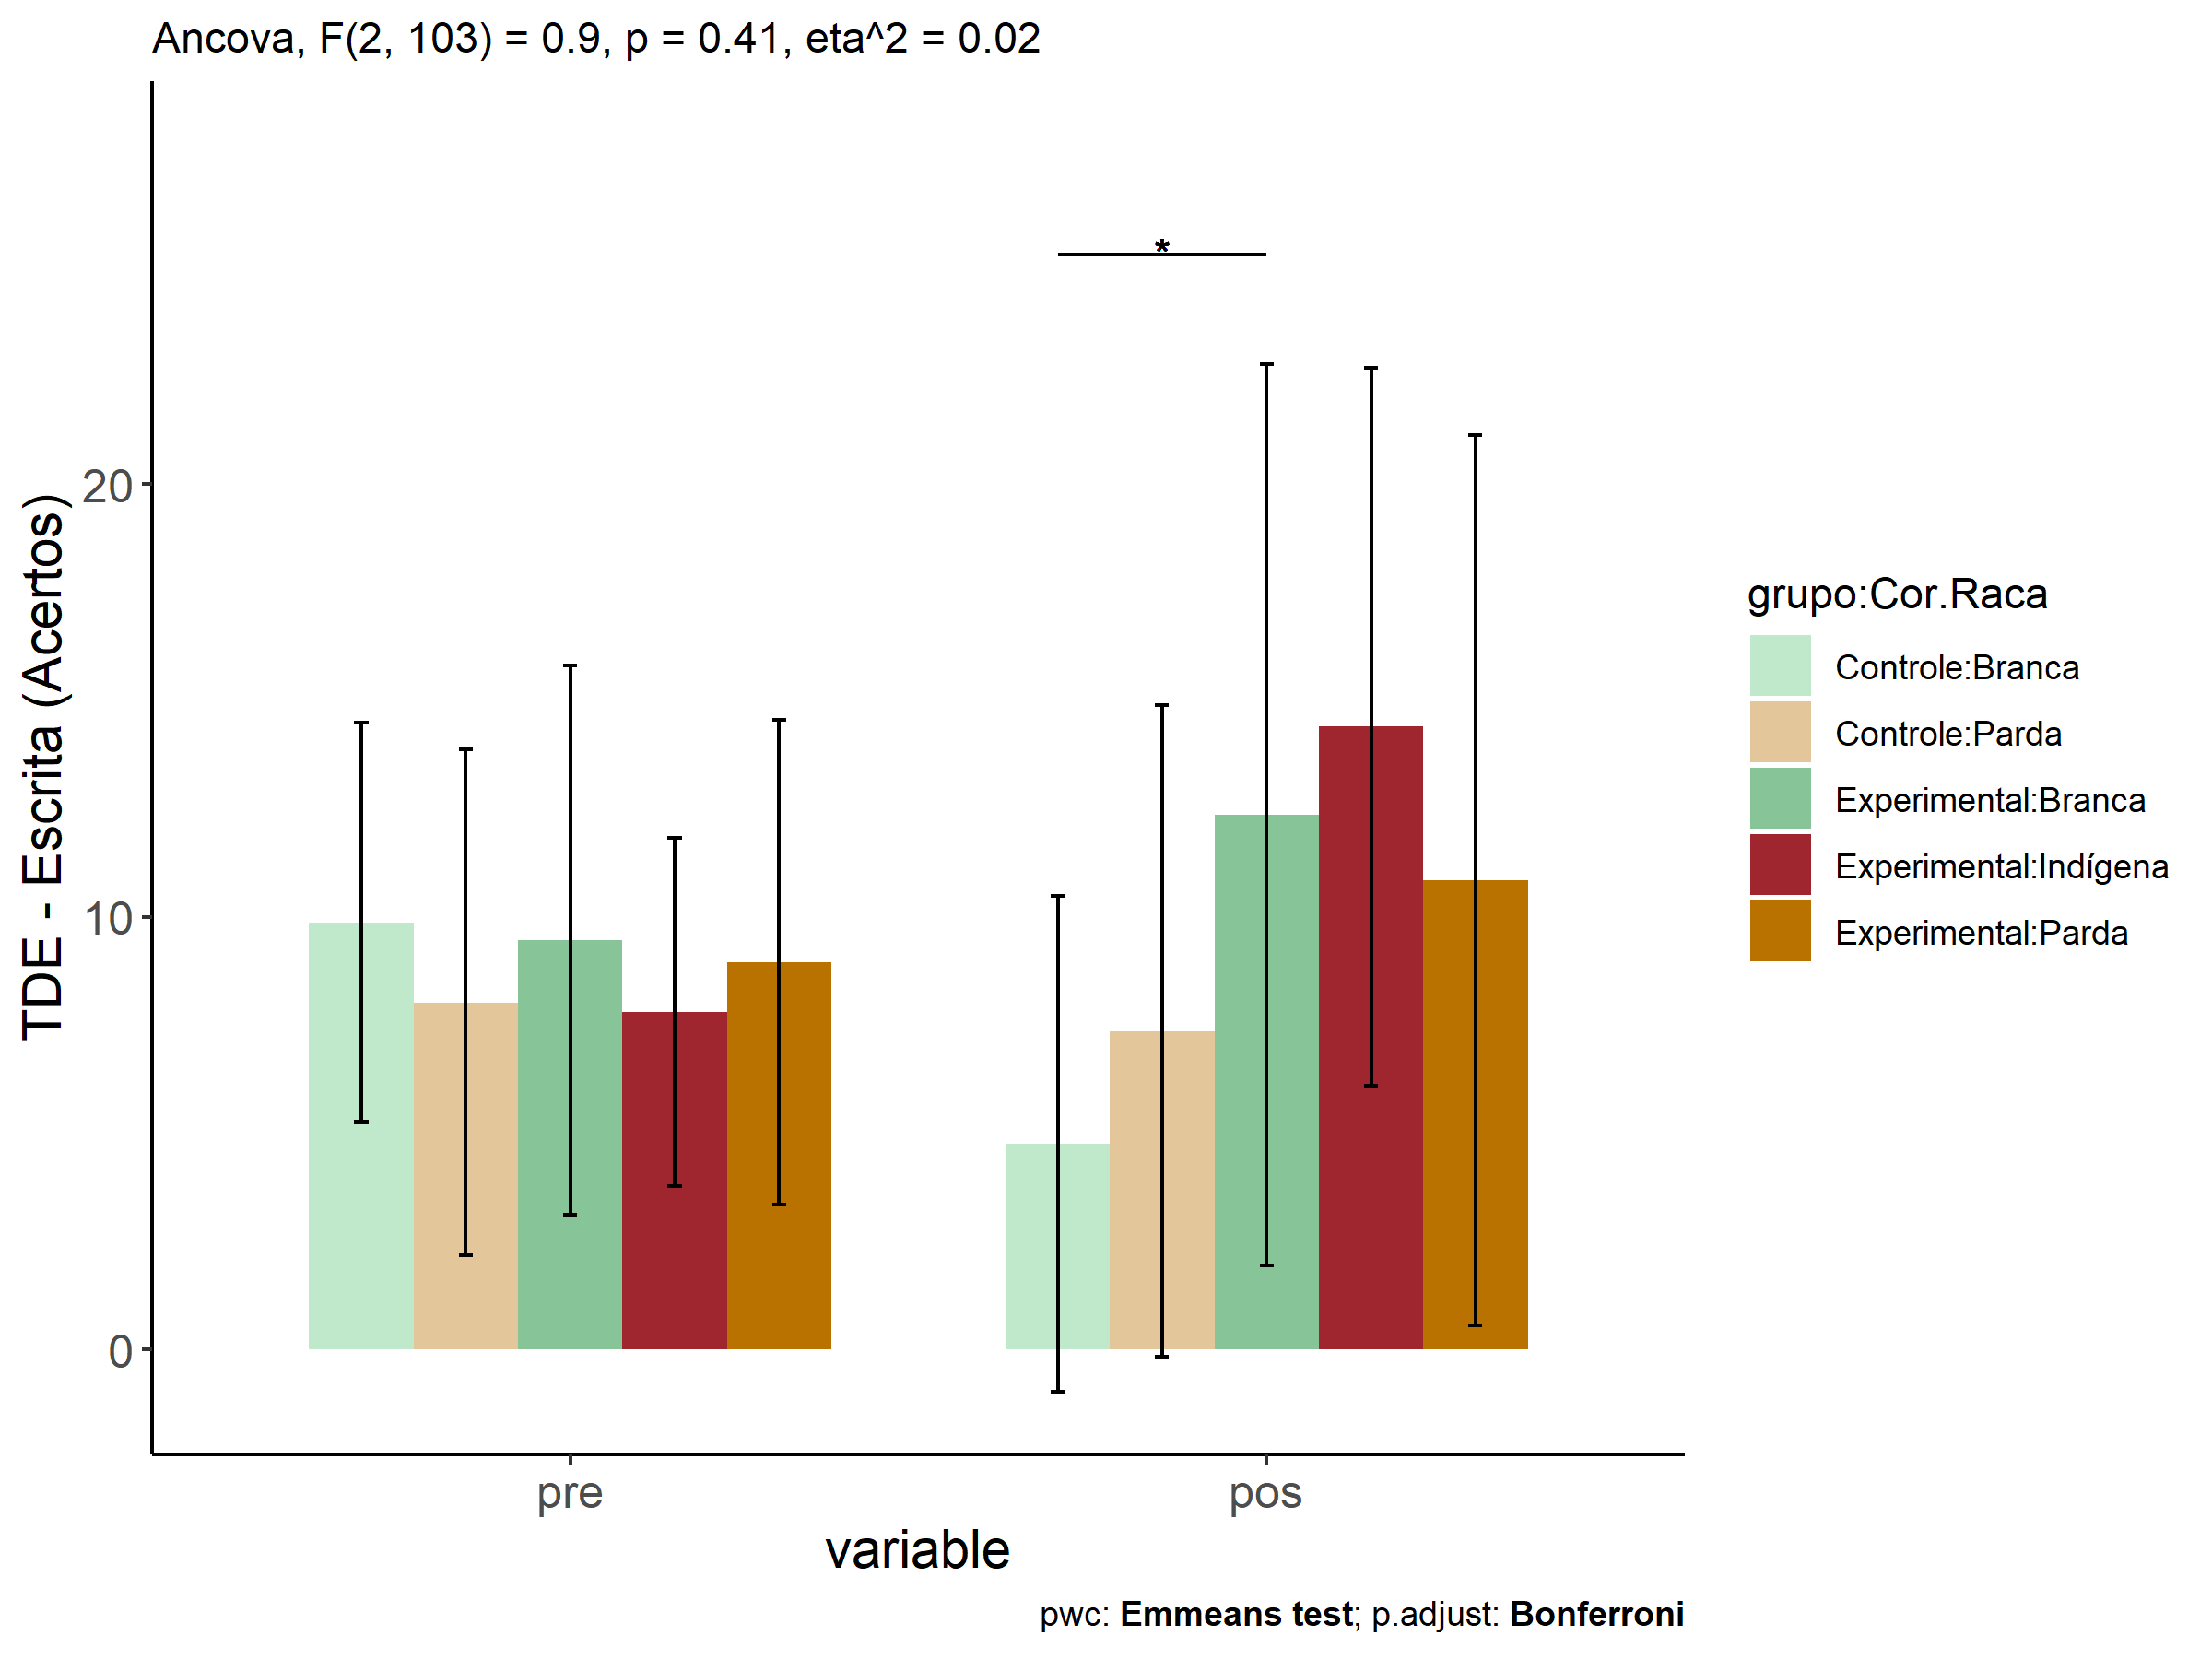 Ancova, F(2, 103) = 0.9, p = 0.41, eta^2 = 0.02
*
20
10
0
TDE - Escrita (Acertos)
pre
pos
variable
grupo:Cor.Raca
Controle:Branca
Controle:Parda
Experimental:Branca
Experimental:Indígena
Experimental:Parda
pwc: Emmeans test; p.adjust: Bonferroni